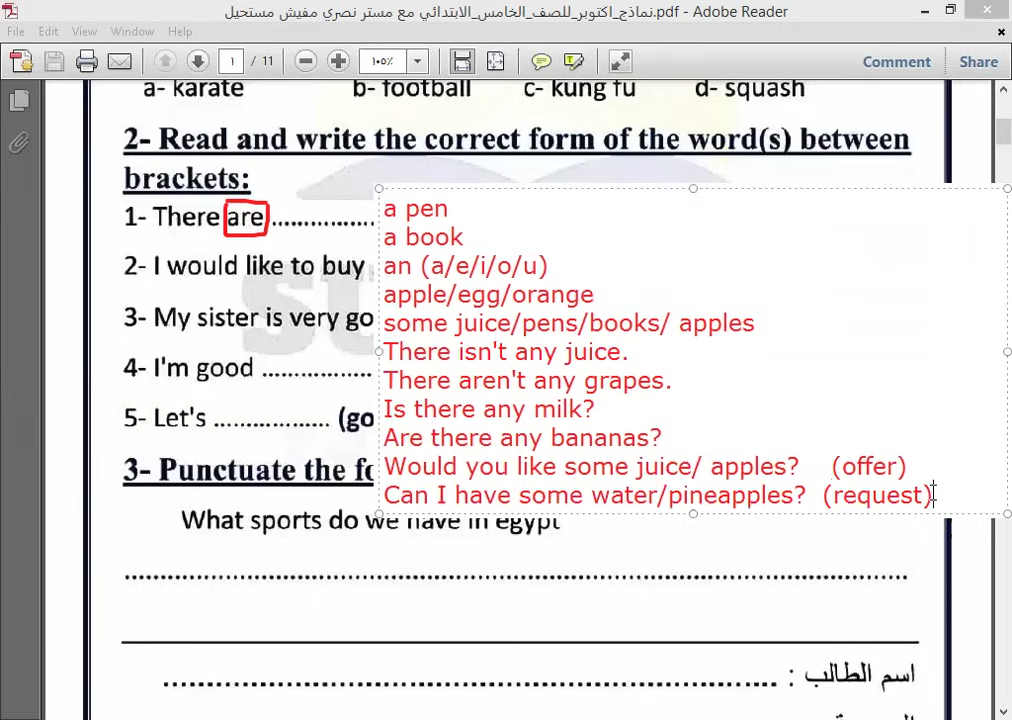 نماذج_اكتوبر_للصف_الخامس_الابتدائي مع مستر نصري مفيش مستحيل.pdf - Adobe Reader
File Edit View Window Help
١ / 11 ١٠٥٪ Comment Share
a- karate b- football c- kung fu d- squash
2- Read and write the correct form of the word(s) between
brackets:
1- There are ..................
a pen
a book
2- I would like to buy
an (a/e/i/o/u)
apple/egg/orange
3- My sister is very go
some juice/pens/books/ apples
There isn't any juice.
4- I'm good ..................
There aren't any grapes.
Is there any milk?
5- Let's ................... (go
Are there any bananas?
3- Punctuate the fo
Would you like some juice/ apples? (offer)
Can I have some water/pineapples? (request)
What sports do we have in egypt
اسم الطالب :